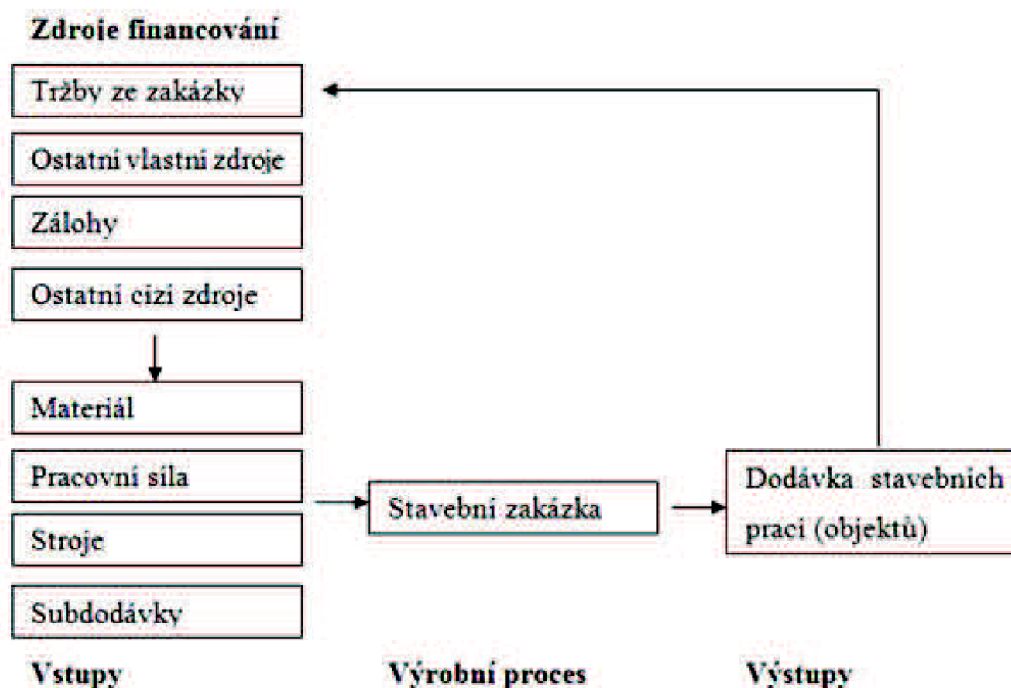 Zdroje financování
Tržby ze zakázky
Ostatní vlastní zdroje
Zálohy
Ostatní cizí zdroje
Materiál
Pracovní síla
Stroje
Subdodávky
Stavební zakázka
Dodávka stavebních
prací (objektů)
Vstupy
Výrobní proces
Výstupy